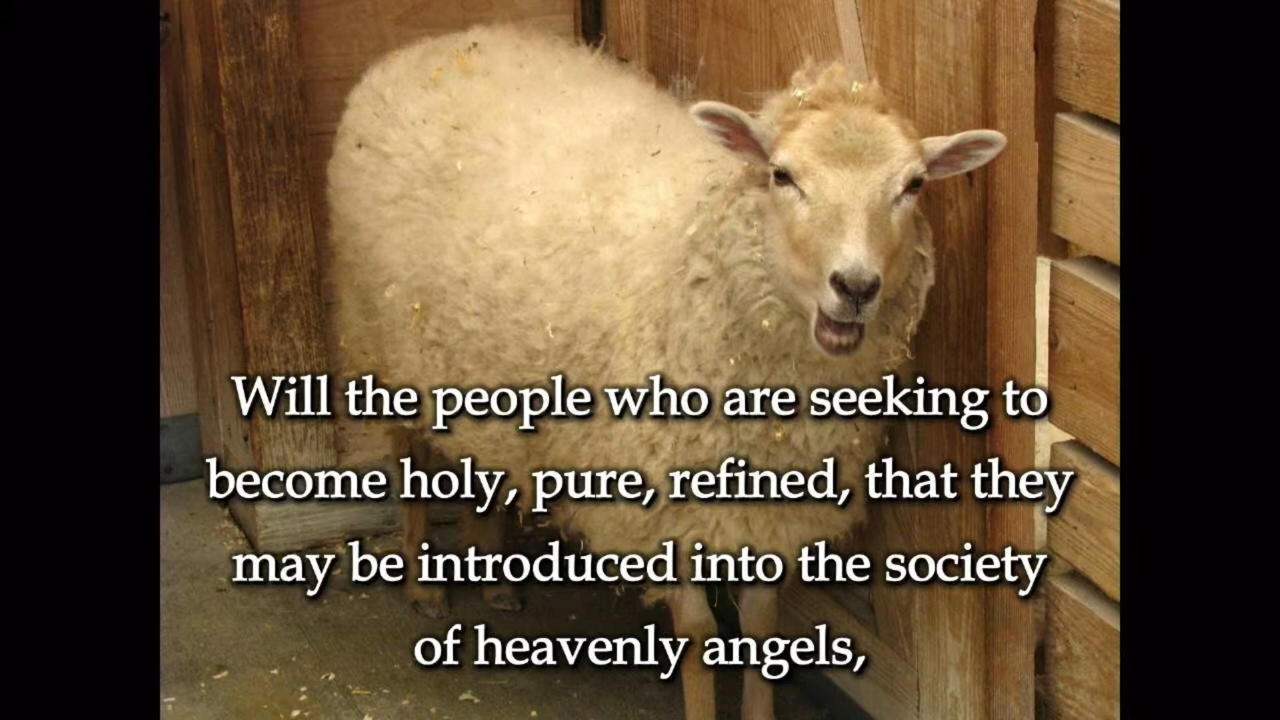 Will the people who are seeking to
become holy, pure, refined, that they
may be introduced into the society
of heavenly angels,